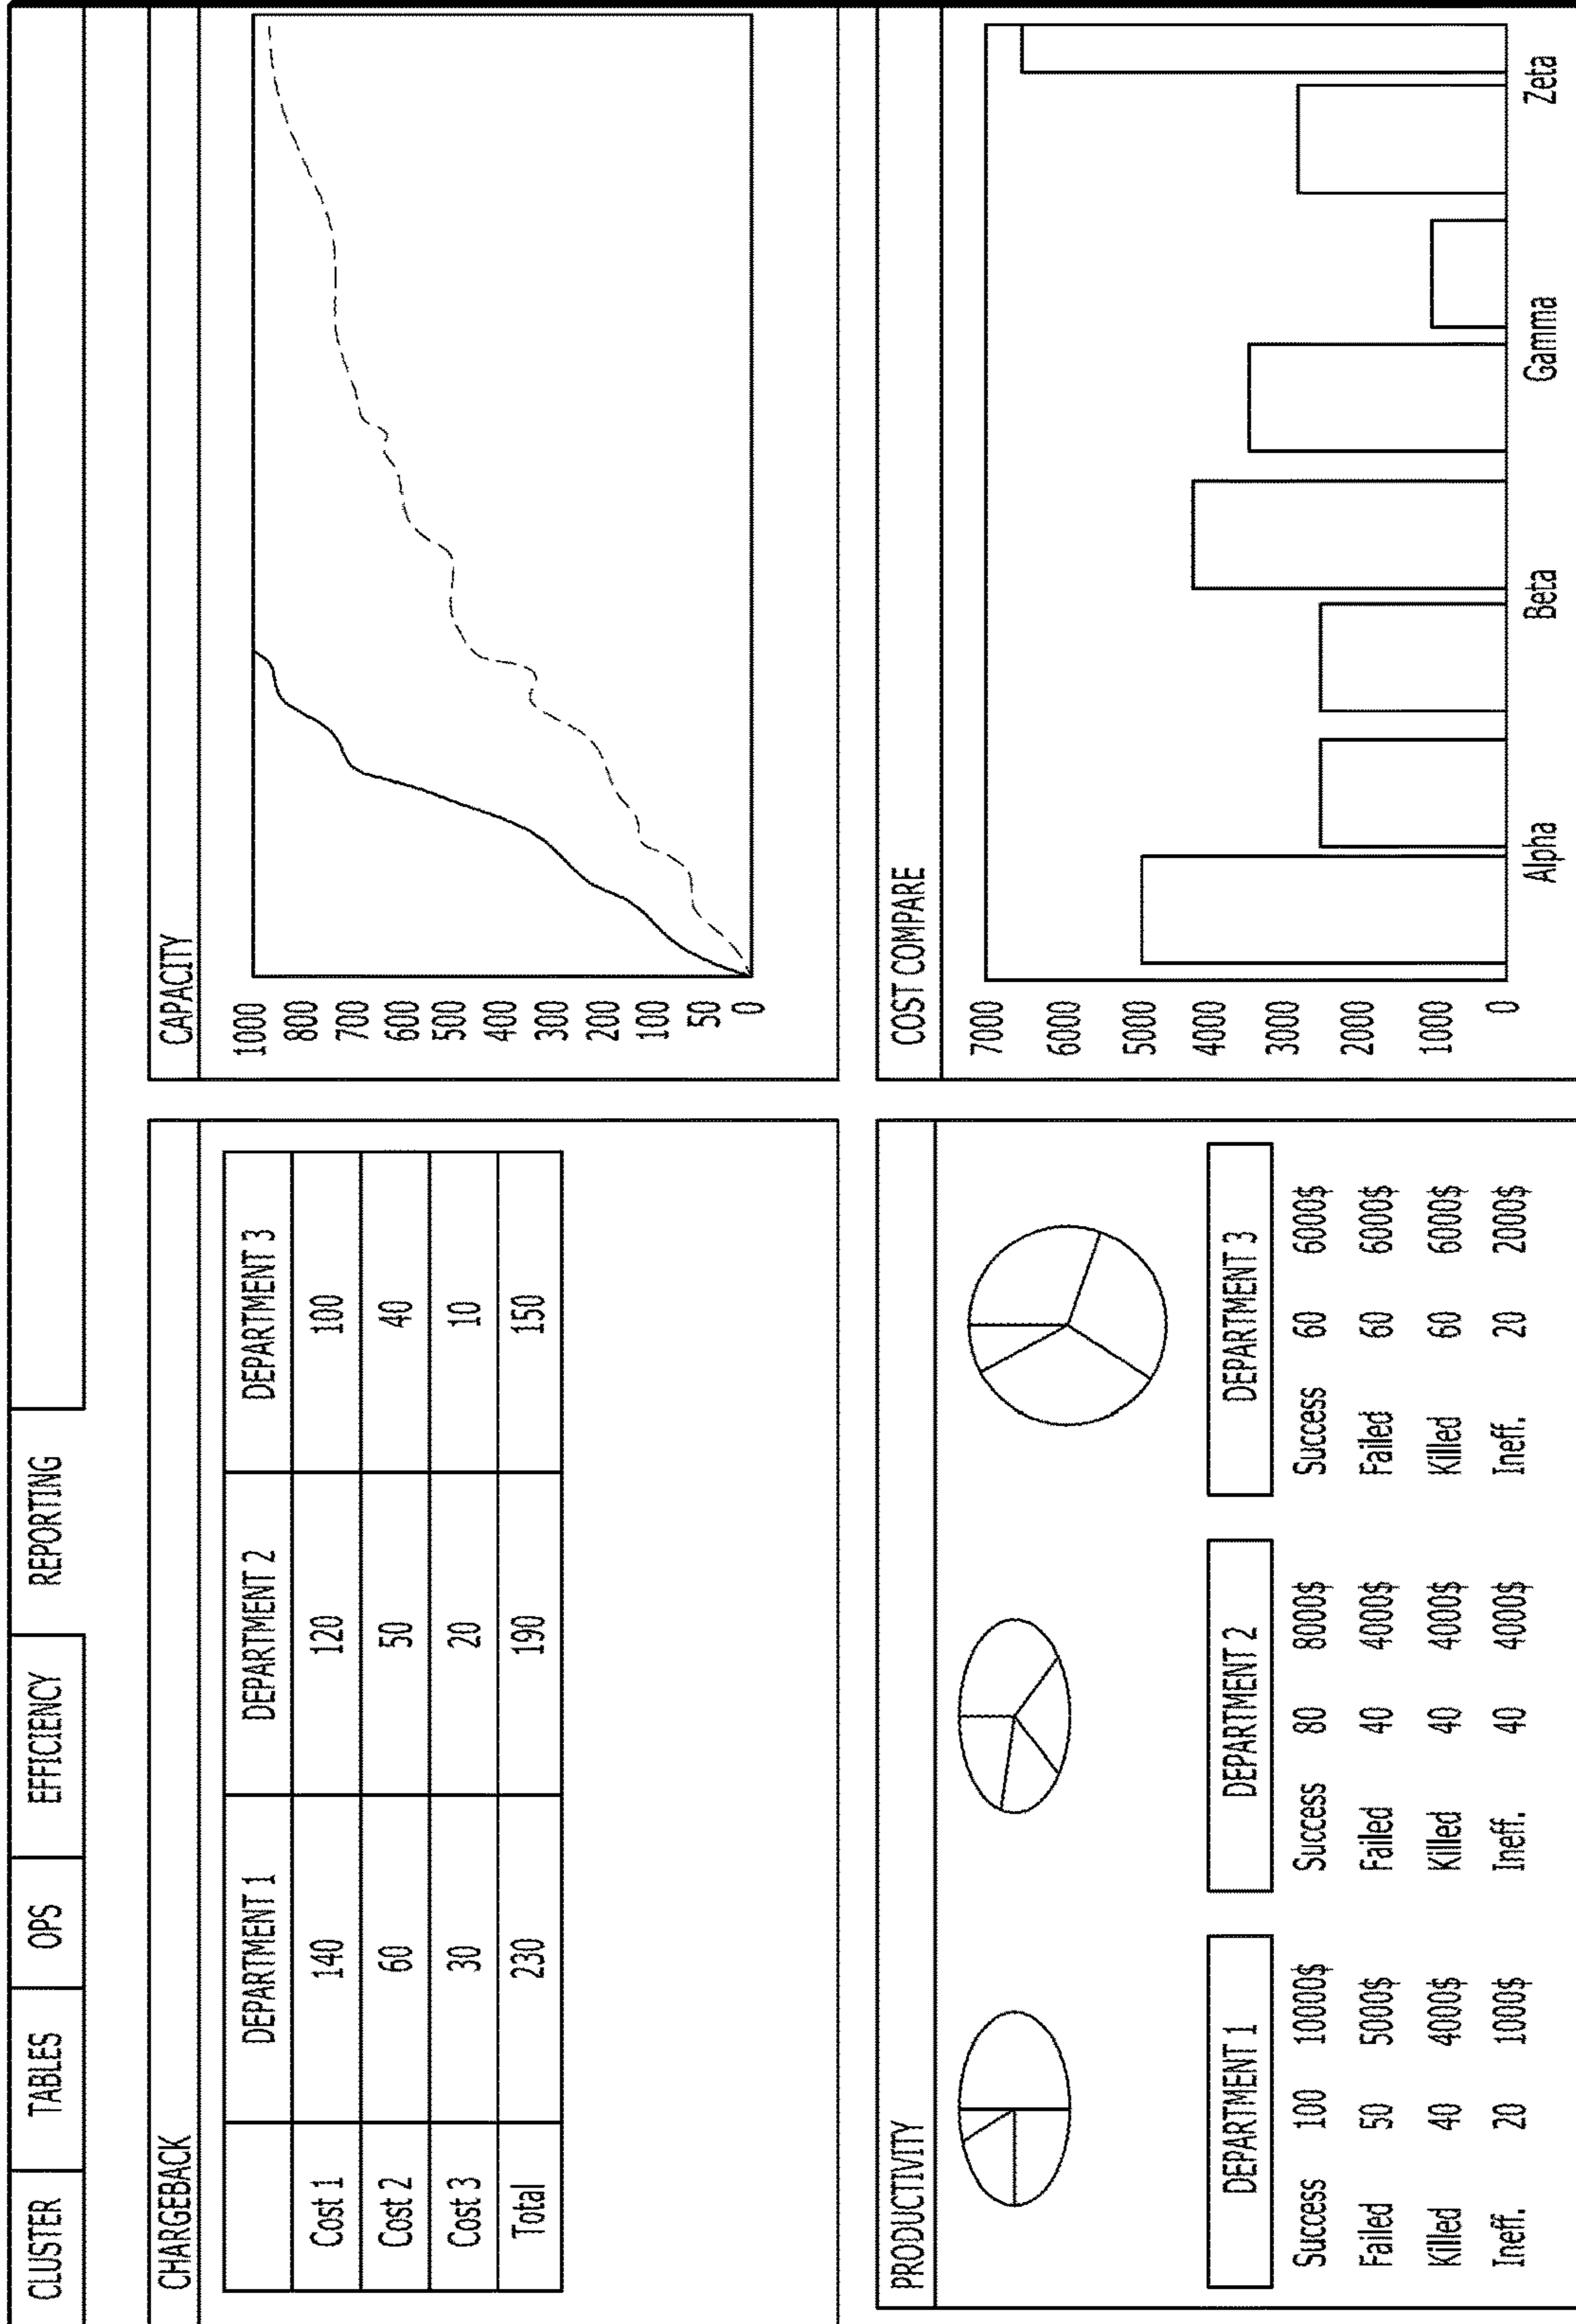 CLUSTER TABLES OPS EFFICIENCY REPORTING
CHARGEBACK
DEPARTMENT 1 DEPARTMENT 2 DEPARTMENT 3
Cost 1 140 120 100
Cost 2 60 50 40
Cost 3 30 20 10
Total 230 190 150
CAPACITY
1000
800
700
600
500
400
300
200
100
50
0
PRODUCTIVITY
DEPARTMENT 1
Success 100 10000$
Failed 50 5000$
Killed 40 4000$
Ineff. 20 1000$
DEPARTMENT 2
Success 80 8000$
Failed 40 4000$
Killed 40 4000$
Ineff. 40 4000$
DEPARTMENT 3
Success 60 6000$
Failed 60 6000$
Killed 60 6000$
Ineff. 20 2000$
COST COMPARE
7000
6000
5000
4000
3000
2000
1000
0
Alpha Beta Gamma Zeta